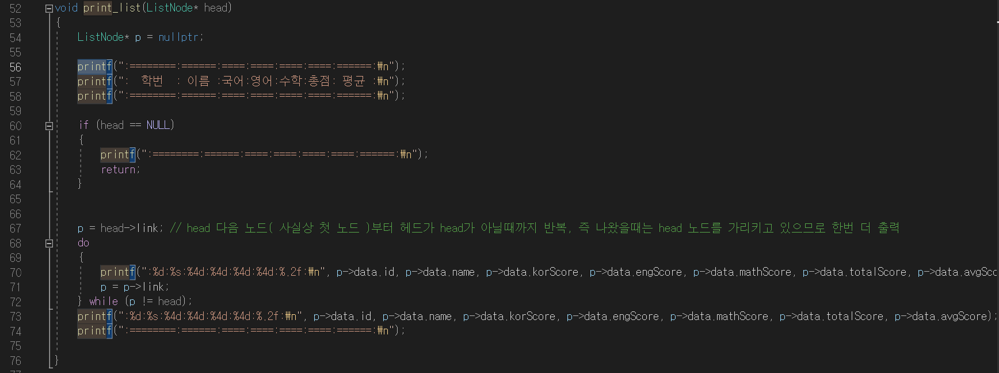 52 void print_list(ListNode* head)
53 {
54 ListNode* p = nullptr;
55
56 printf(":========:======:====:====:====:====:======:₩n");
57 printf(":  학번  : 이름 :국어:영어:수학:총점: 평균 :₩n");
58 printf(":========:======:====:====:====:====:======:₩n");
59
60 if (head == NULL)
61 {
62 printf(":========:======:====:====:====:====:======:₩n");
63 return;
64 }
65
66
67 p = head->link; // head 다음 노드( 사실상 첫 노드 )부터 헤드가 head가 아닐때까지 반복, 즉 나왔을때는 head 노드를 가리키고 있으므로 한번 더 출력
68 do
69 {
70 printf(":%d:%s:%4d:%4d:%4d:%4d:%.2f:₩n", p->data.id, p->data.name, p->data.korScore, p->data.engScore, p->data.mathScore, p->data.totalScore, p->data.avgSco
71 p = p->link;
72 } while (p != head);
73 printf(":%d:%s:%4d:%4d:%4d:%4d:%.2f:₩n", p->data.id, p->data.name, p->data.korScore, p->data.engScore, p->data.mathScore, p->data.totalScore, p->data.avgScore);
74 printf(":========:======:====:====:====:====:======:₩n");
75
76 }